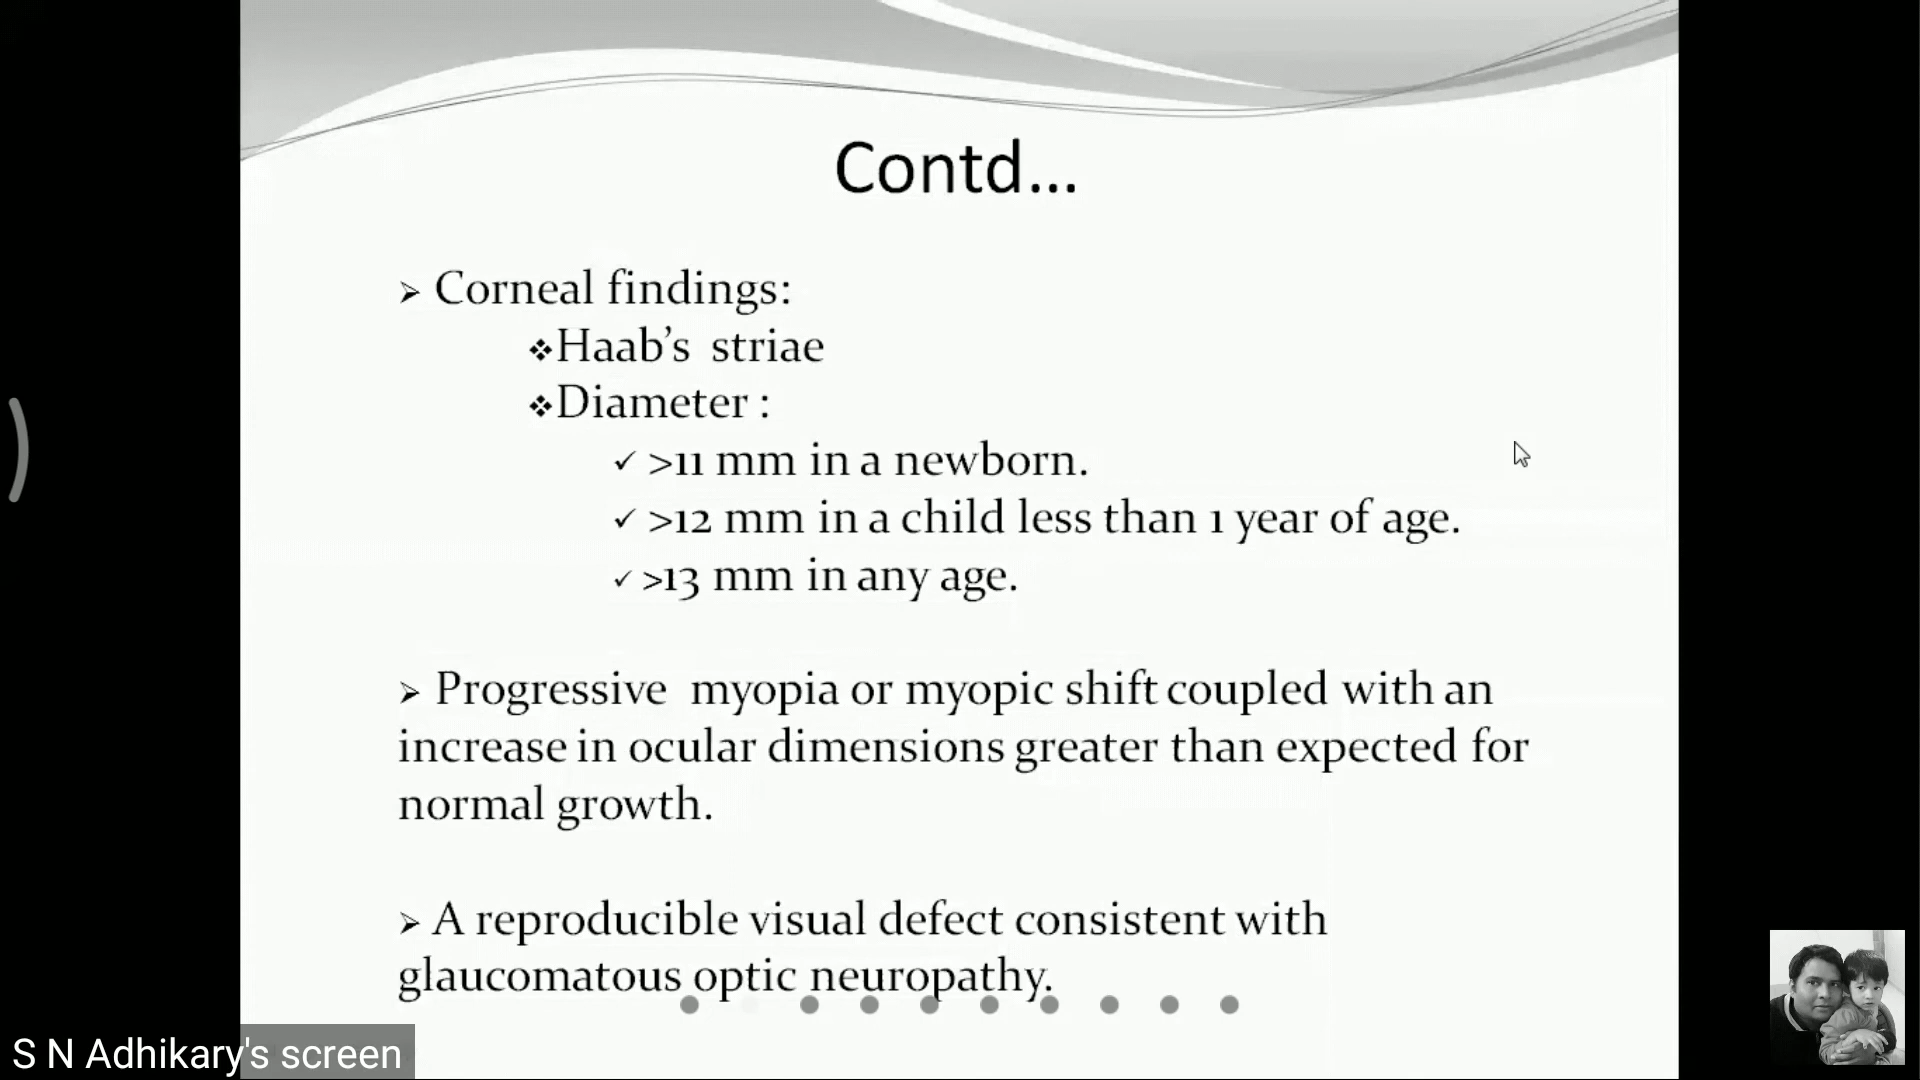 Contd...
➢ Corneal findings:
❖Haab’s striae
❖Diameter :
✓ >11 mm in a newborn.
✓ >12 mm in a child less than 1 year of age.
✓ >13 mm in any age.
➢ Progressive myopia or myopic shift coupled with an
increase in ocular dimensions greater than expected for
normal growth.
➢ A reproducible visual defect consistent with
glaucomatous optic neuropathy.
S N Adhikary's screen